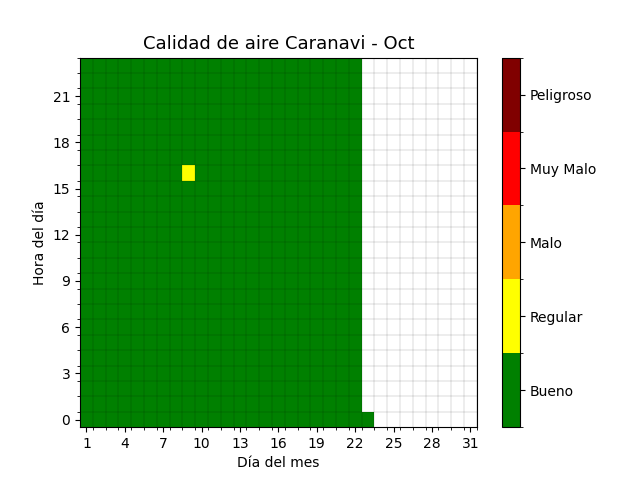 Calidad de aire Caranavi - Oct
21
18
15
12
9
6
3
0
Hora del día
1 4 7 10 13 16 19 22 25 28 31
Día del mes
Peligroso
Muy Malo
Malo
Regular
Bueno